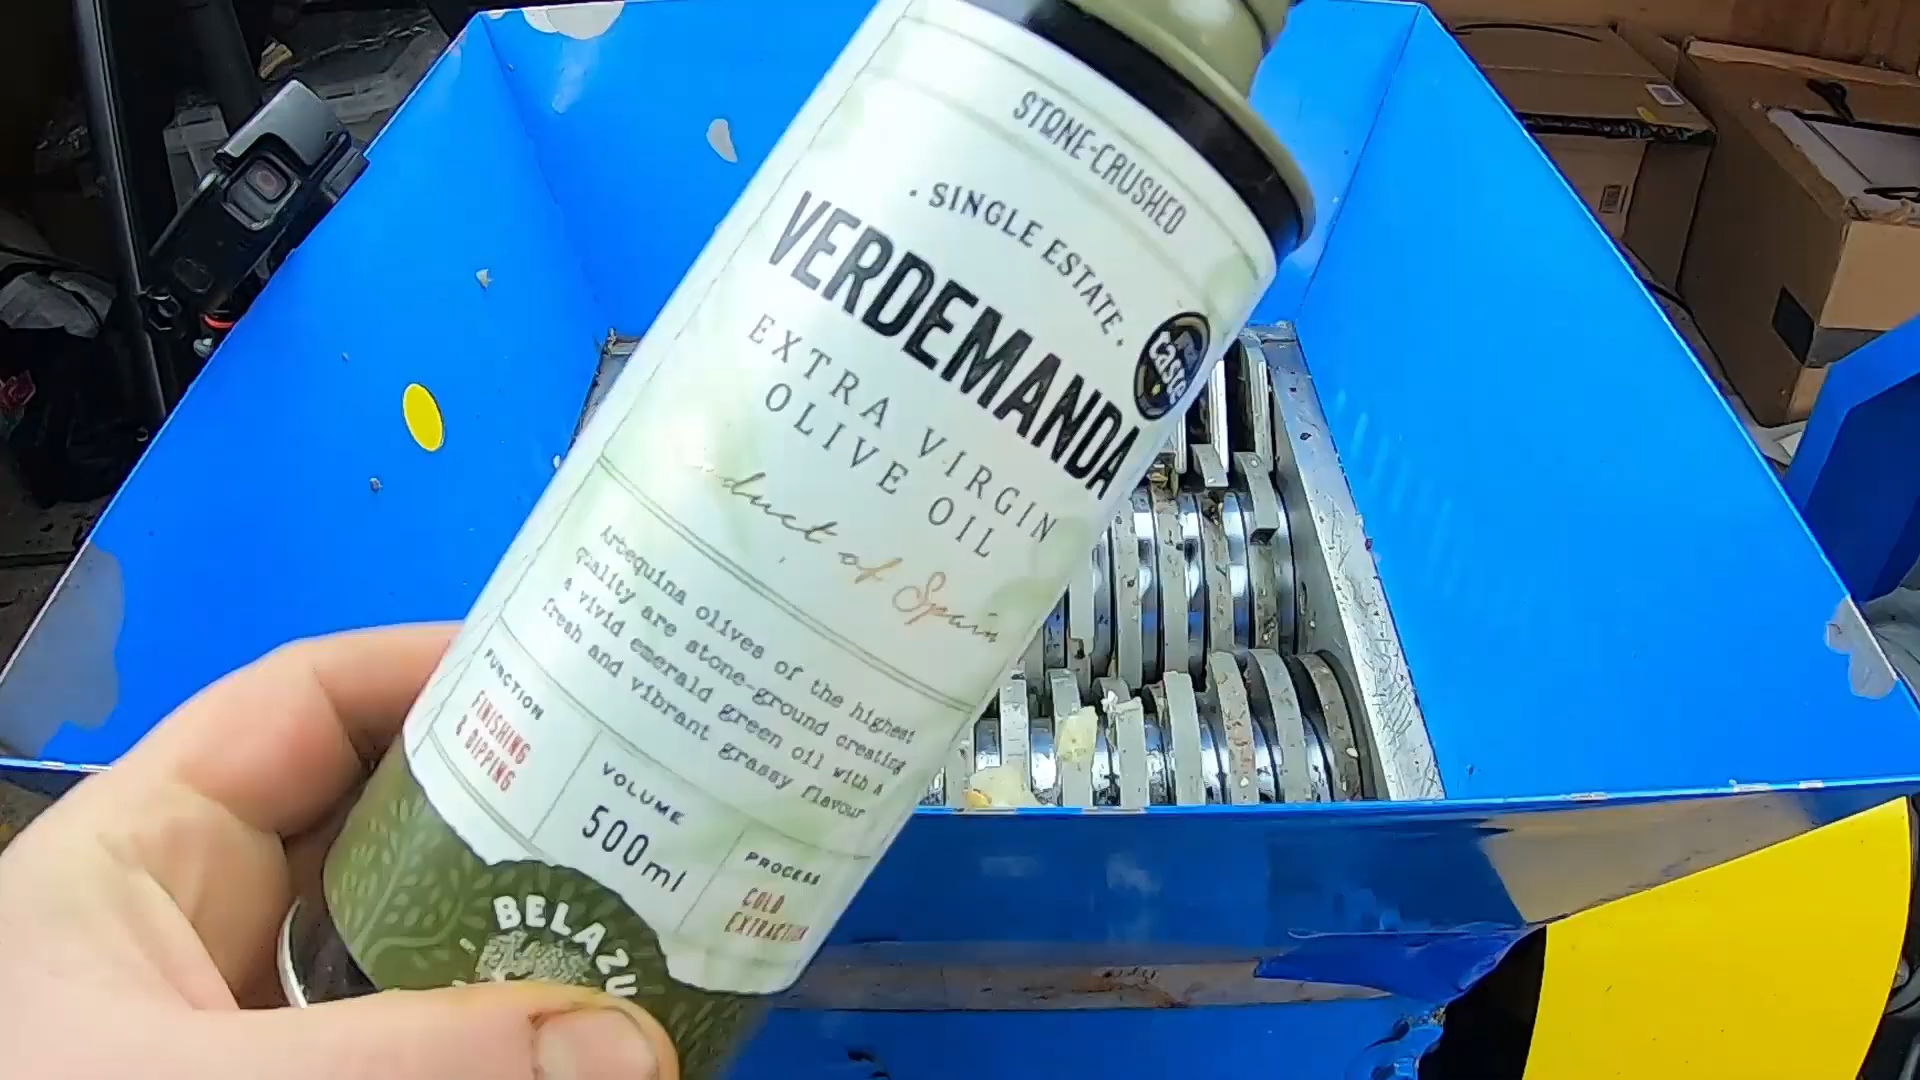 STONE-CRUSHED
· SINGLE ESTATE ·
VERDEMANDA
taste
EXTRA VIRGIN
OLIVE OIL
of Spain
Arbequina olives of the highest
quality are stone-ground creating
a vivid emerald green oil with a
fresh and vibrant grassy flavour
FUNCTION
FINISHING
& DIPPING
VOLUME
500ml
PROCESS
COLD
EXTRACTION
BELAZU